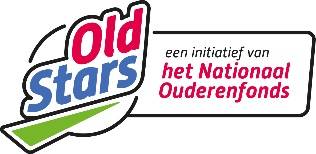 Old
Stars
een initiatief van
het Nationaal
Ouderenfonds